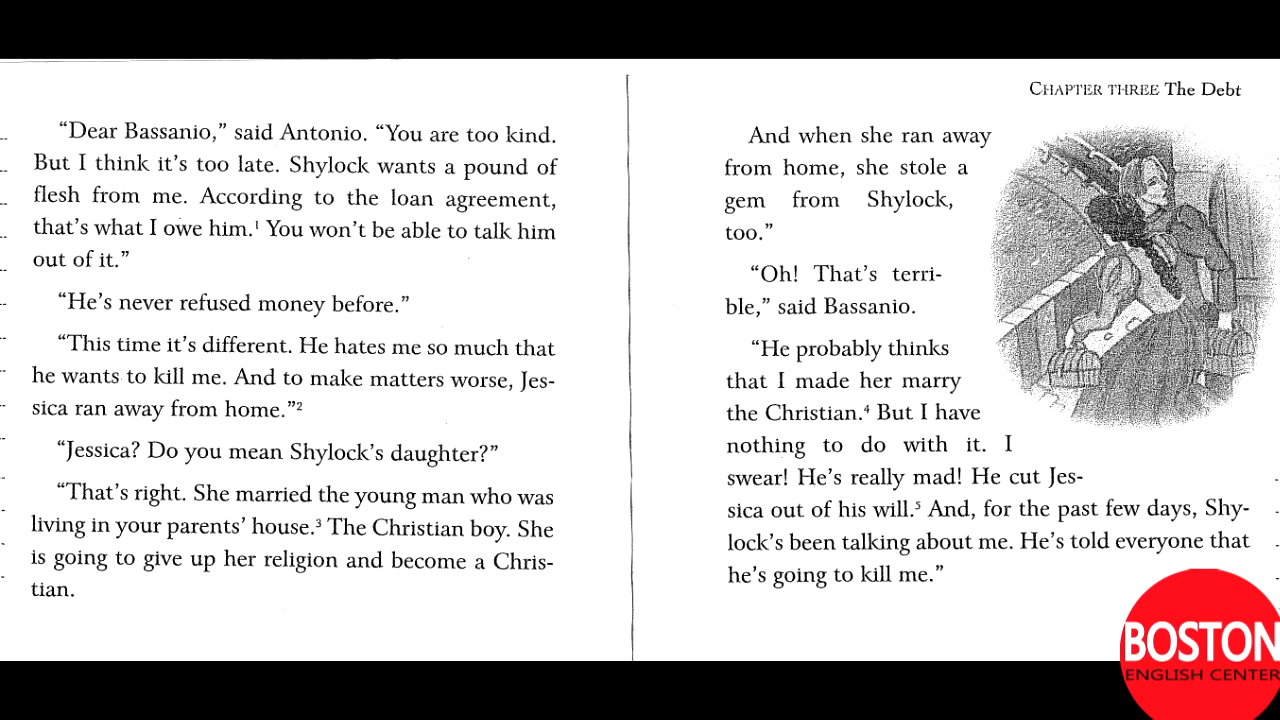 “Dear Bassanio,” said Antonio. “You are too kind.
But I think it’s too late. Shylock wants a pound of
flesh from me. According to the loan agreement,
that’s what I owe him.¹ You won’t be able to talk him
out of it.”
“He’s never refused money before.”
“This time it’s different. He hates me so much that
he wants to kill me. And to make matters worse, Jes-
sica ran away from home.”²
“Jessica? Do you mean Shylock’s daughter?”
“That’s right. She married the young man who was
living in your parents’ house.³ The Christian boy. She
is going to give up her religion and become a Chris-
tian.
CHAPTER THREE The Debt
And when she ran away
from home, she stole a
gem from Shylock,
too.”
“Oh! That’s terri-
ble,” said Bassanio.
“He probably thinks
that I made her marry
the Christian.⁴ But I have
nothing to do with it. I
swear! He’s really mad! He cut Jes-
sica out of his will.⁵ And, for the past few days, Shy-
lock’s been talking about me. He’s told everyone that
he’s going to kill me.”
BOSTON
ENGLISH CENTER